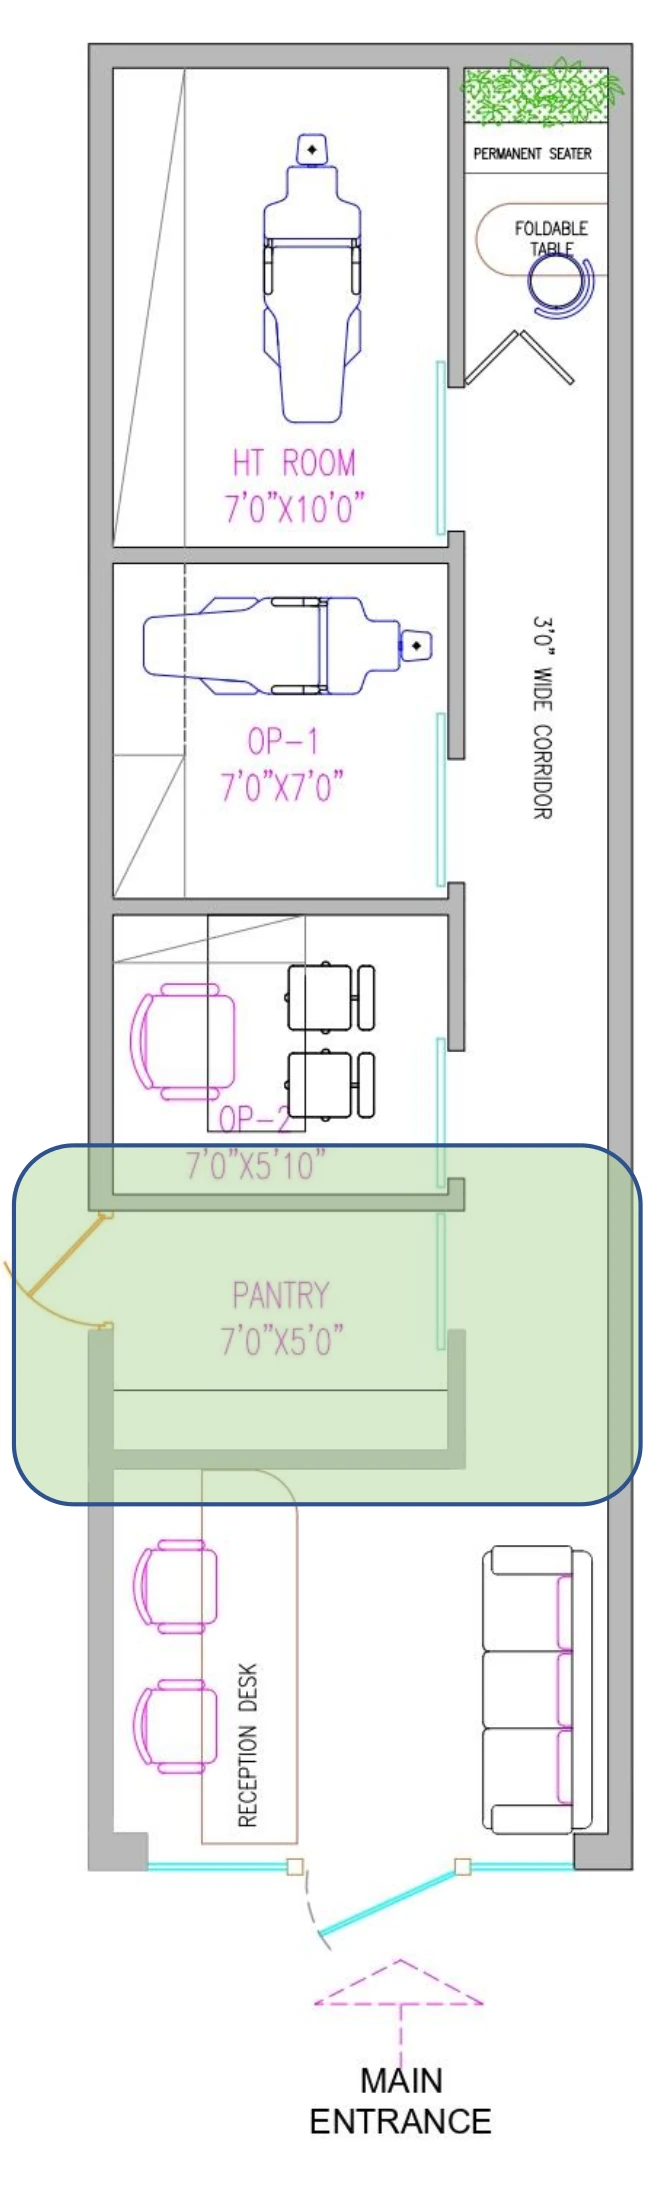 PERMANENT SEATER
FOLDABLE
TABLE
HT ROOM
7'0"X10'0"
3'0" WIDE CORRIDOR
OP-1
7'0"X7'0"
OP-2
7'0"X5'10"
PANTRY
7'0"X5'0"
RECEPTION DESK
MAIN
ENTRANCE